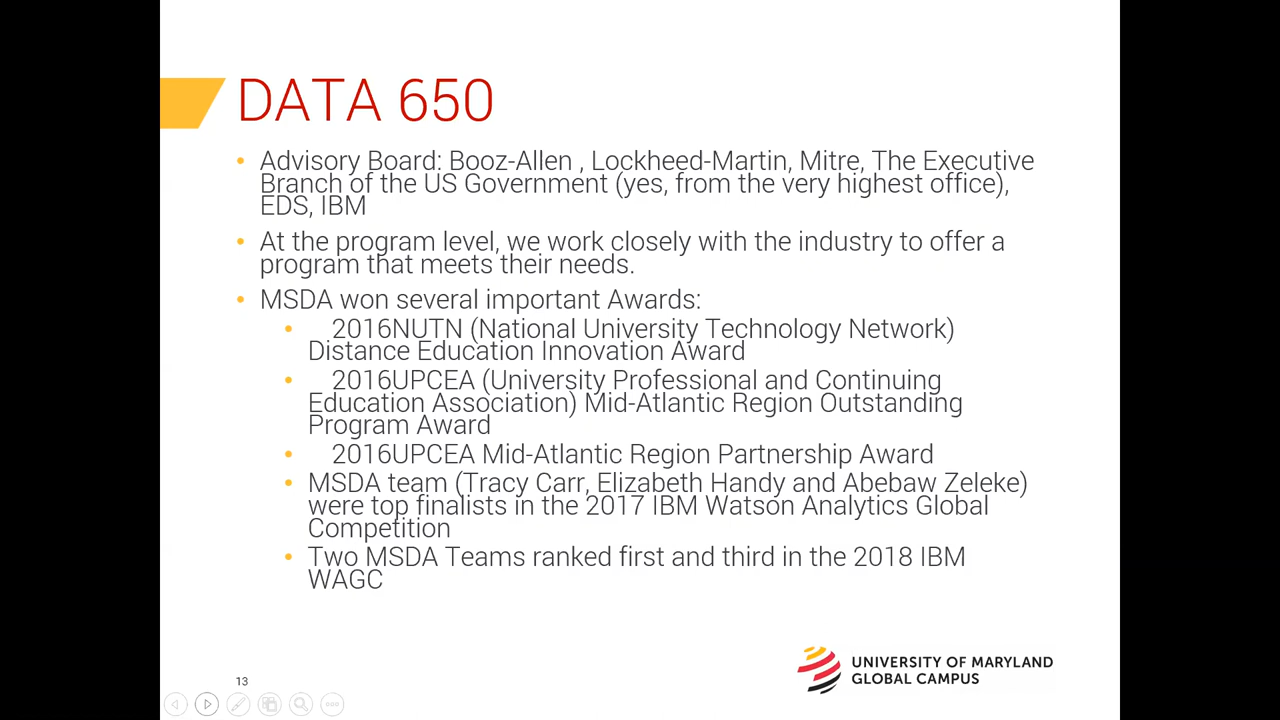 DATA 650
• Advisory Board: Booz-Allen , Lockheed-Martin, Mitre, The Executive
Branch of the US Government (yes, from the very highest office),
EDS, IBM
• At the program level, we work closely with the industry to offer a
program that meets their needs.
• MSDA won several important Awards:
• 2016NUTN (National University Technology Network)
Distance Education Innovation Award
• 2016UPCEA (University Professional and Continuing
Education Association) Mid-Atlantic Region Outstanding
Program Award
• 2016UPCEA Mid-Atlantic Region Partnership Award
• MSDA team (Tracy Carr, Elizabeth Handy and Abebaw Zeleke)
were top finalists in the 2017 IBM Watson Analytics Global
Competition
• Two MSDA Teams ranked first and third in the 2018 IBM
WAGC
13
UNIVERSITY OF MARYLAND
GLOBAL CAMPUS